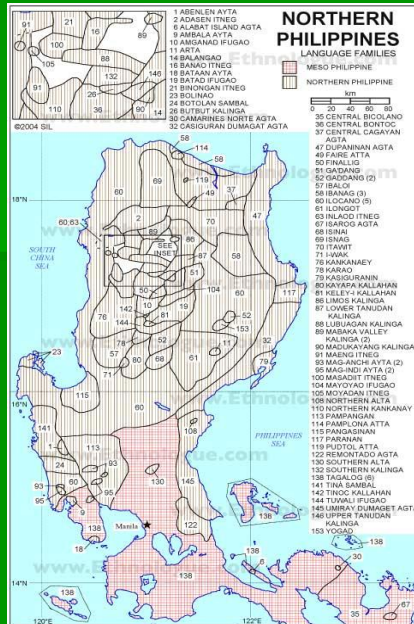 NORTHERN
PHILIPPINES
LANGUAGE FAMILIES
MESO PHILIPPINE
NORTHERN PHILIPPINE
km
0 20 40 60 80
1 ABENLEN AYTA
2 ADASEN ITNEG
6 ALABAT ISLAND AGTA
9 AMBALA AYTA
10 AMGANAD IFUGAO
11 ARTA
14 BALANGAO
16 BANAO ITNEG
18 BATAAN AYTA
19 BATAD IFUGAO
21 BINONGAN ITNEG
23 BOLINAO
24 BOTOLAN SAMBAL
26 BUTBUT KALINGA
30 CAMARINES NORTE AGTA
32 CASIGURAN DUMAGAT AGTA
35 CENTRAL BICOLANO
36 CENTRAL BONTOC
37 CENTRAL CAGAYAN
AGTA
47 DUPANINAN AGTA
49 FAIRE ATTA
50 FINALLIG
51 GA'DANG
52 GADDANG (2)
57 IBALOI
58 IBANAG (3)
60 ILOCANO (5)
61 ILONGOT
63 INLAOD ITNEG
67 ISAROG AGTA
68 ISINAI
69 ISNAG
70 ITAWIT
71 I-WAK
76 KANKANAEY
78 KARAO
79 KASIGURANIN
80 KAYAPA KALLAHAN
81 KELEY-I KALLAHAN
86 LIMOS KALINGA
87 LOWER TANUDAN
KALINGA
88 LUBUAGAN KALINGA
89 MABAKA VALLEY
KALINGA (2)
90 MADUKAYANG KALINGA
91 MAENG ITNEG
93 MAG-ANCHI AYTA (2)
95 MAG-INDI AYTA (2)
100 MASADIIT ITNEG
104 MAYOYAO IFUGAO
105 MOYADAN ITNEG
108 NORTHERN ALTA
110 NORTHERN KANKANAY
113 PAMPANGAN
114 PAMPLONA ATTA
115 PANGASINAN
117 PARANAN
119 PUDTOL ATTA
122 REMONTADO AGTA
130 SOUTHERN ALTA
132 SOUTHERN KALINGA
138 TAGALOG (6)
141 TINA SAMBAL
142 TINOC KALLAHAN
144 TUWALI IFUGAO
145 UMIRAY DUMAGET AGTA
146 UPPER TANUDAN
KALINGA
153 YOGAD
©2004 SIL
SEE
INSET
SOUTH
CHINA
SEA
PHILIPPINES
SEA
Manila
18°N
16°N
14°N
120°E
122°E
www.Ethnologue.com